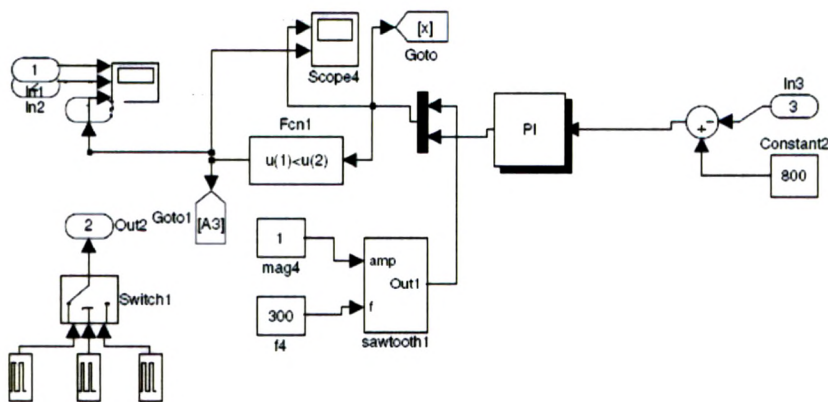 [x]
Goto
Scope4
1
In1
In2
In3
3
Fcn1
u(1)<u(2)
PI
+
-
Constant2
800
Goto1
[A3]
2
Out2
1
mag4
amp
Out1
f
300
f4
sawtooth1
Switch1